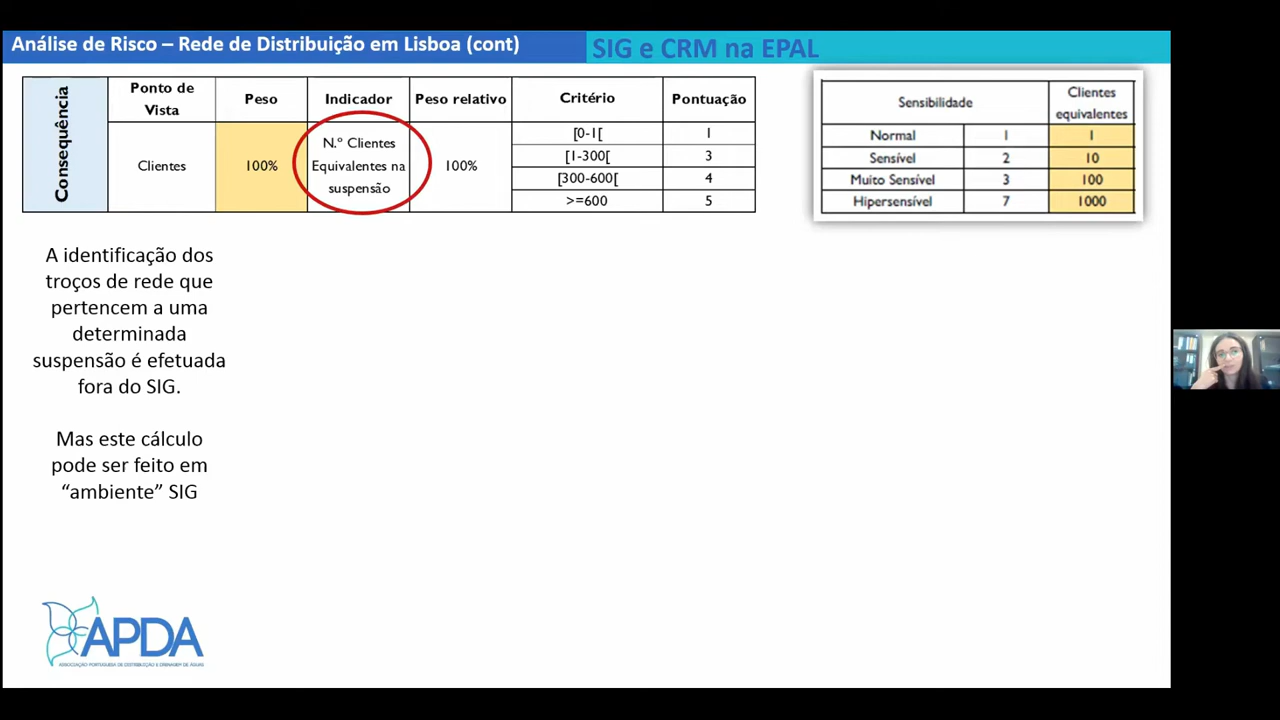 Análise de Risco – Rede de Distribuição em Lisboa (cont)
SIG e CRM na EPAL
Consequência
Ponto de Vista
Peso
Indicador
Peso relativo
Critério
Pontuação
Clientes
100%
N.º Clientes
Equivalentes na
suspensão
100%
[0-1[
1
[1-300[
3
[300-600[
4
>=600
5
Sensibilidade
Clientes
equivalentes
Normal 1 1
Sensível 2 10
Muito Sensível 3 100
Hipersensível 7 1000
A identificação dos
troços de rede que
pertencem a uma
determinada
suspensão é efetuada
fora do SIG.
Mas este cálculo
pode ser feito em
“ambiente” SIG
APDA
ASSOCIAÇÃO PORTUGUESA DE DISTRIBUIÇÃO E DRENAGEM DE ÁGUAS